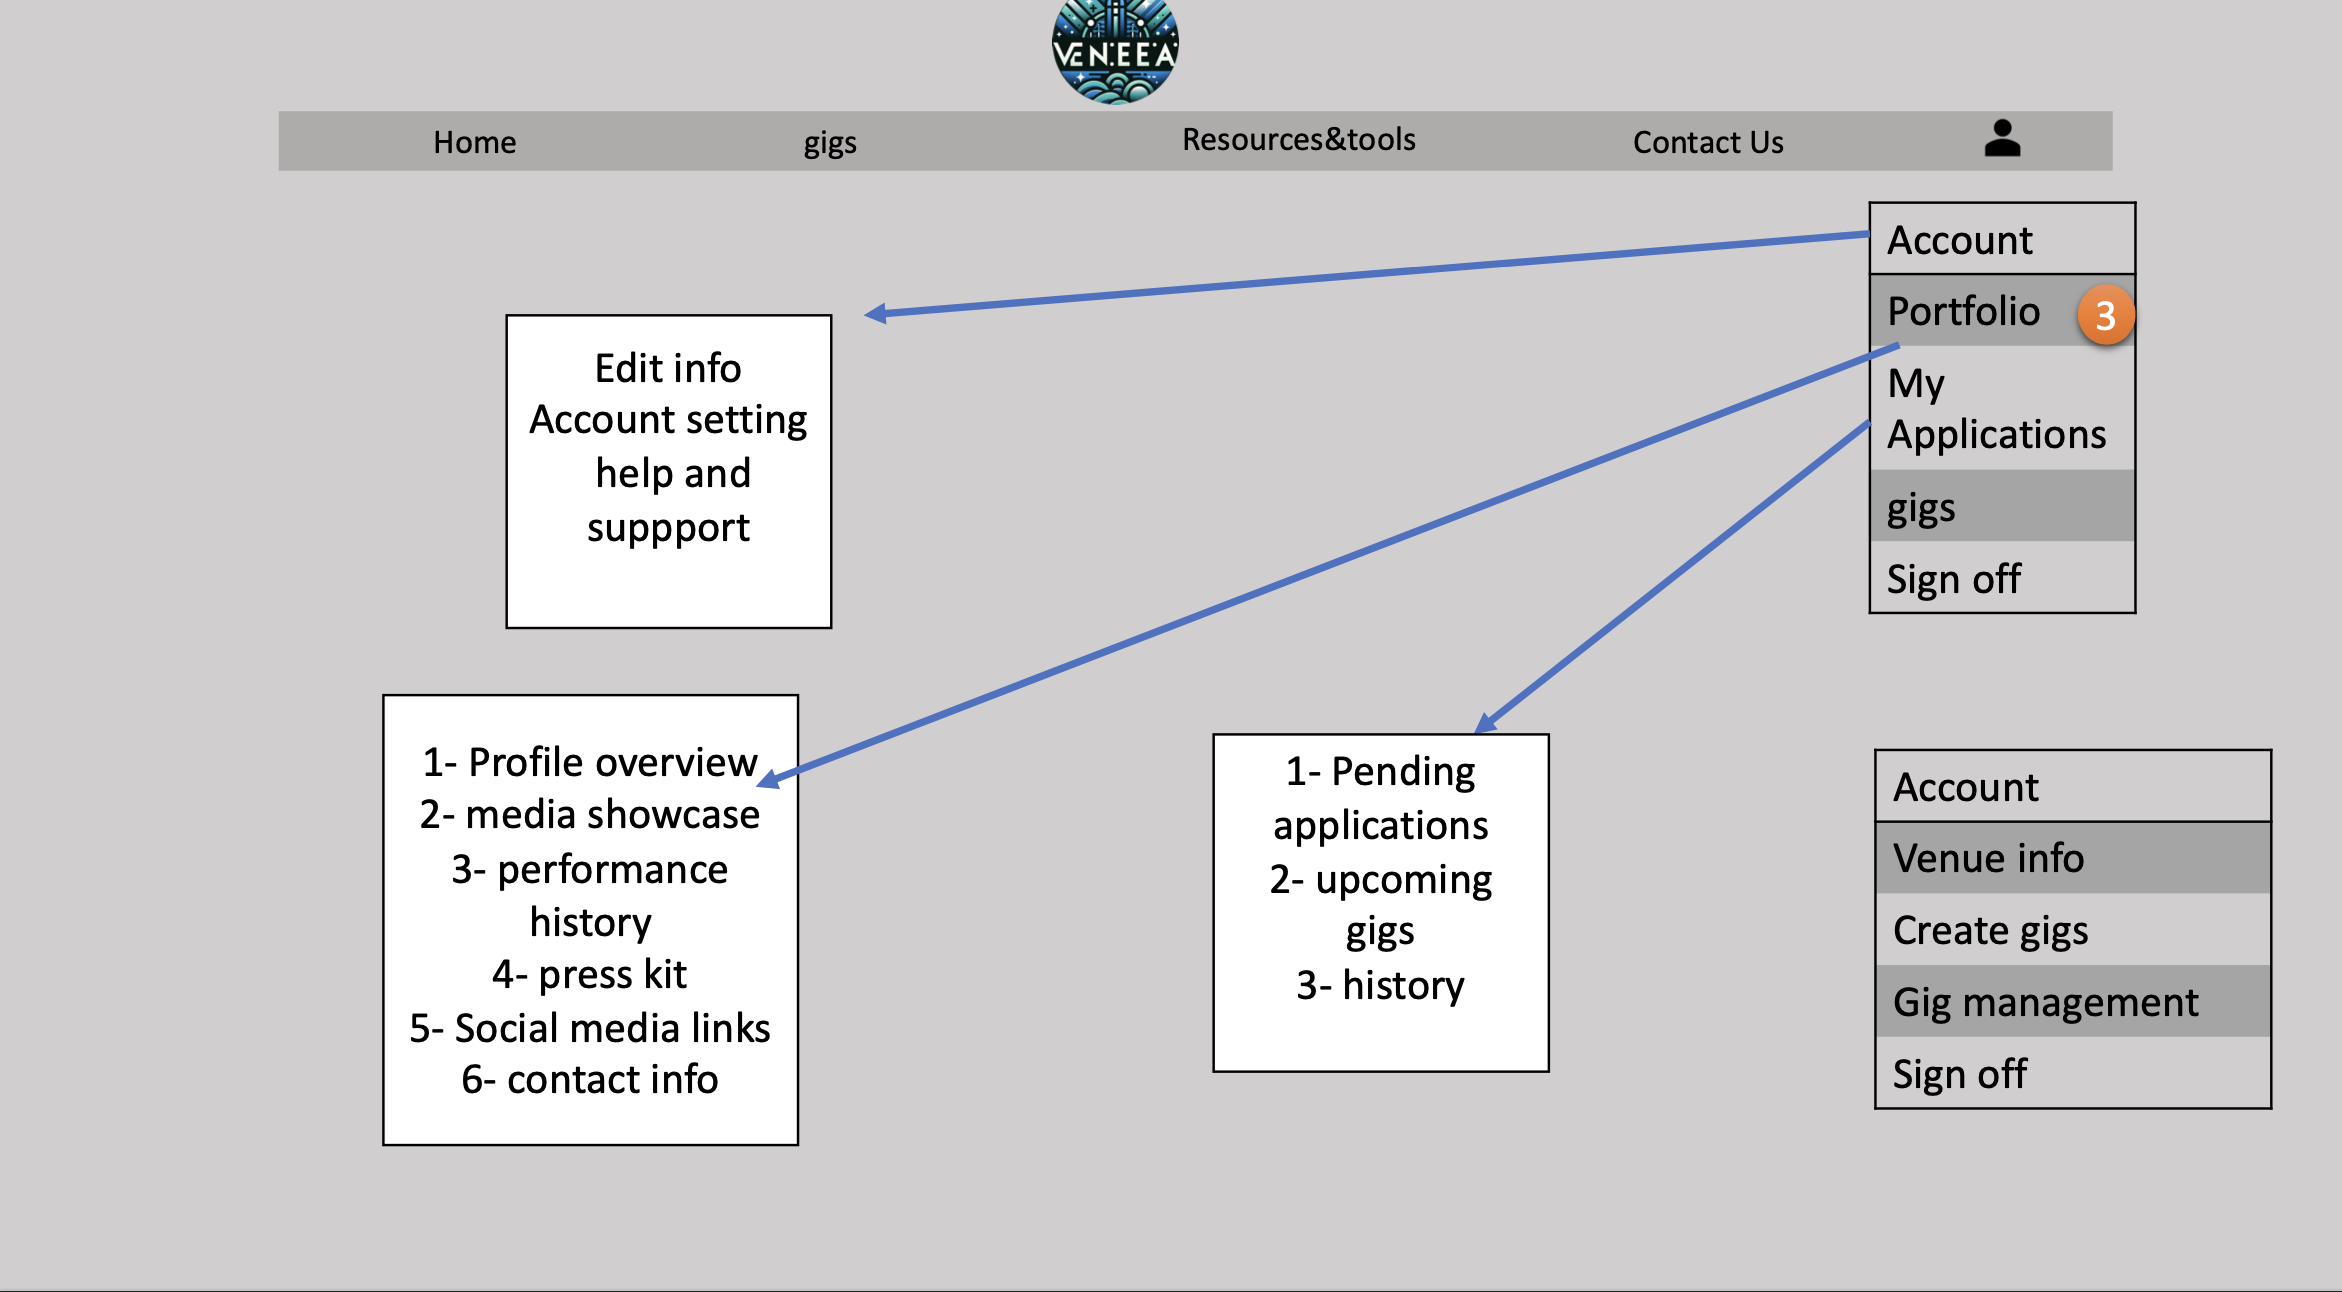 VEN.EE'A
Home
gigs
Resources&tools
Contact Us
Account
Portfolio
3
My
Applications
gigs
Sign off
Edit info
Account setting
help and
suppport
1- Profile overview
2- media showcase
3- performance
history
4- press kit
5- Social media links
6- contact info
1- Pending
applications
2- upcoming
gigs
3- history
Account
Venue info
Create gigs
Gig management
Sign off